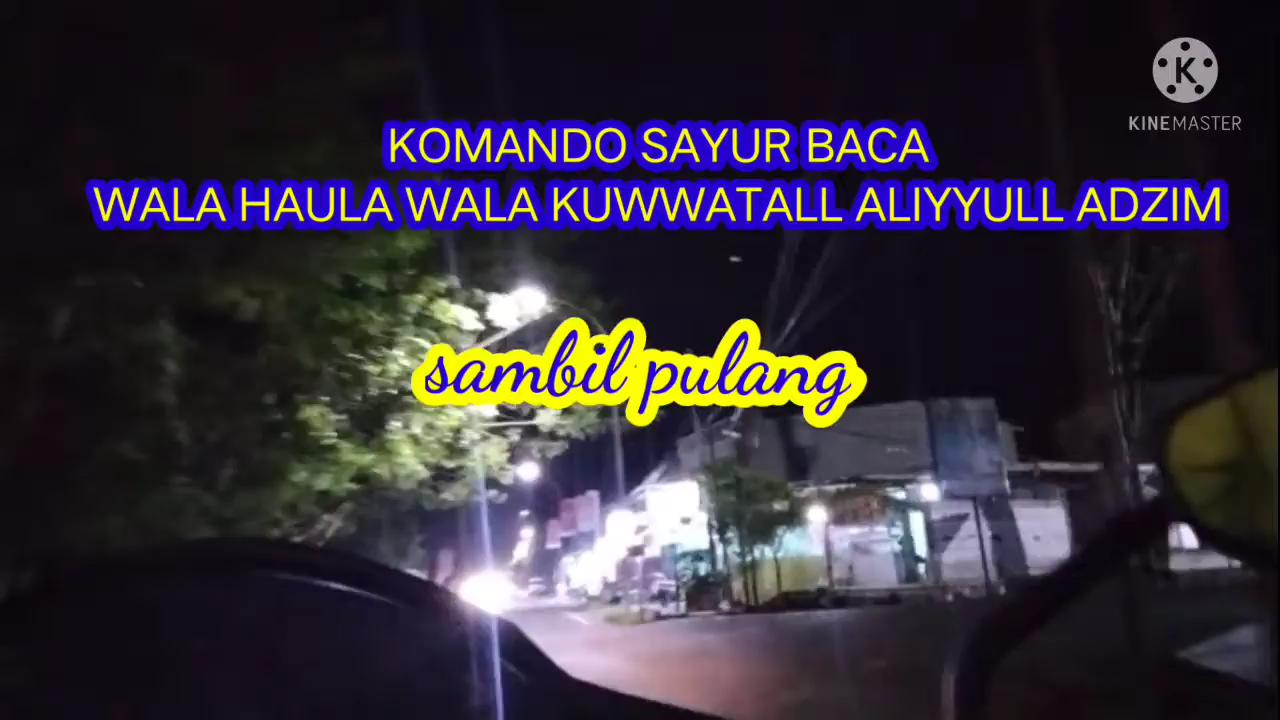 K
KINEMASTER
KOMANDO SAYUR BACA
WALA HAULA WALA KUWWATALL ALIYYULL ADZIM
sambil pulang